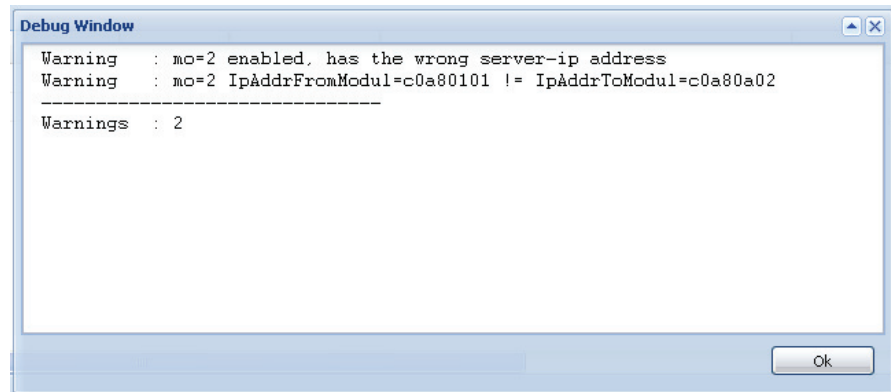 Debug Window
Warning : mo=2 enabled, has the wrong server-ip address
Warning : mo=2 IpAddrFromModul=c0a80101 != IpAddrToModul=c0a80a02
-------------------------------
Warnings : 2
Ok